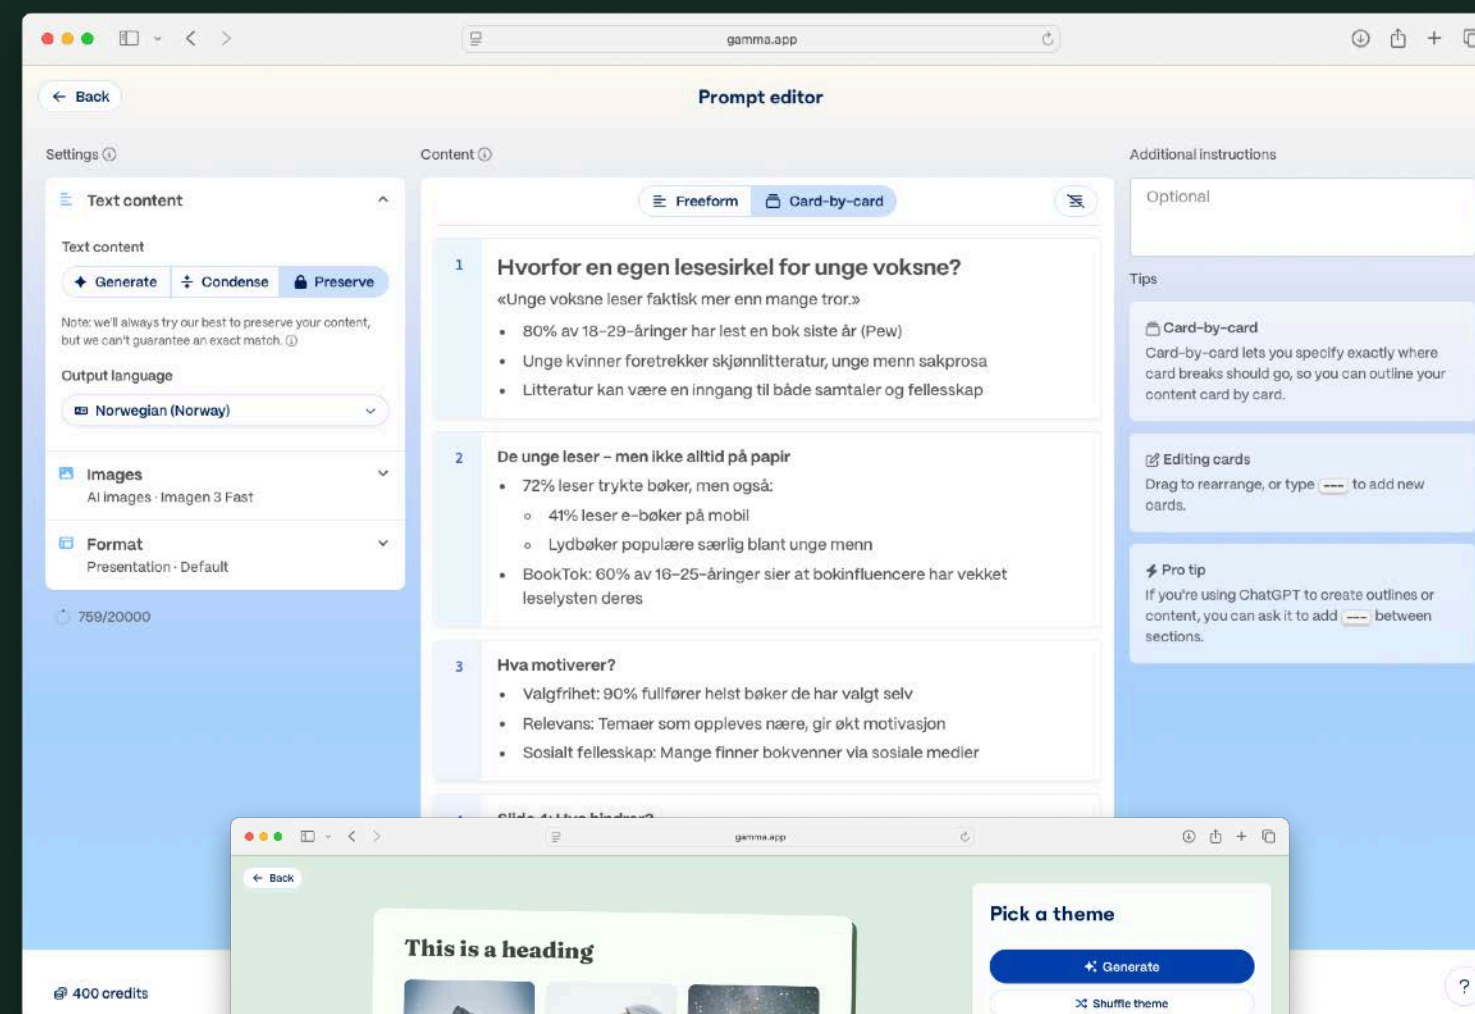 gamma.app
Back
Prompt editor
Settings
Text content
Text content
Generate
Condense
Preserve
Note: we'll always try our best to preserve your content,
but we can't guarantee an exact match.
Output language
Norwegian (Norway)
Images
AI images · Imagen 3 Fast
Format
Presentation · Default
759/20000
400 credits
Content
Freeform
Card-by-card
1
Hvorfor en egen lesesirkel for unge voksne?
«Unge voksne leser faktisk mer enn mange tror.»
• 80% av 18–29-åringer har lest en bok siste år (Pew)
• Unge kvinner foretrekker skjønnlitteratur, unge menn sakprosa
• Litteratur kan være en inngang til både samtaler og fellesskap
2
De unge leser – men ikke alltid på papir
• 72% leser trykte bøker, men også:
◦ 41% leser e-bøker på mobil
◦ Lydbøker populære særlig blant unge menn
• BookTok: 60% av 16–25-åringer sier at bokinfluencere har vekket
leselysten deres
3
Hva motiverer?
• Valgfrihet: 90% fullfører helst bøker de har valgt selv
• Relevans: Temaer som oppleves nære, gir økt motivasjon
• Sosialt fellesskap: Mange finner bokvenner via sosiale medier
Slide 4: Hva hindrer?
Additional instructions
Optional
Tips
Card-by-card
Card-by-card lets you specify exactly where
card breaks should go, so you can outline your
content card by card.
Editing cards
Drag to rearrange, or type --- to add new
cards.
Pro tip
If you're using ChatGPT to create outlines or
content, you can ask it to add --- between
sections.
?
gamma.app
Back
This is a heading
Pick a theme
Generate
Shuffle theme